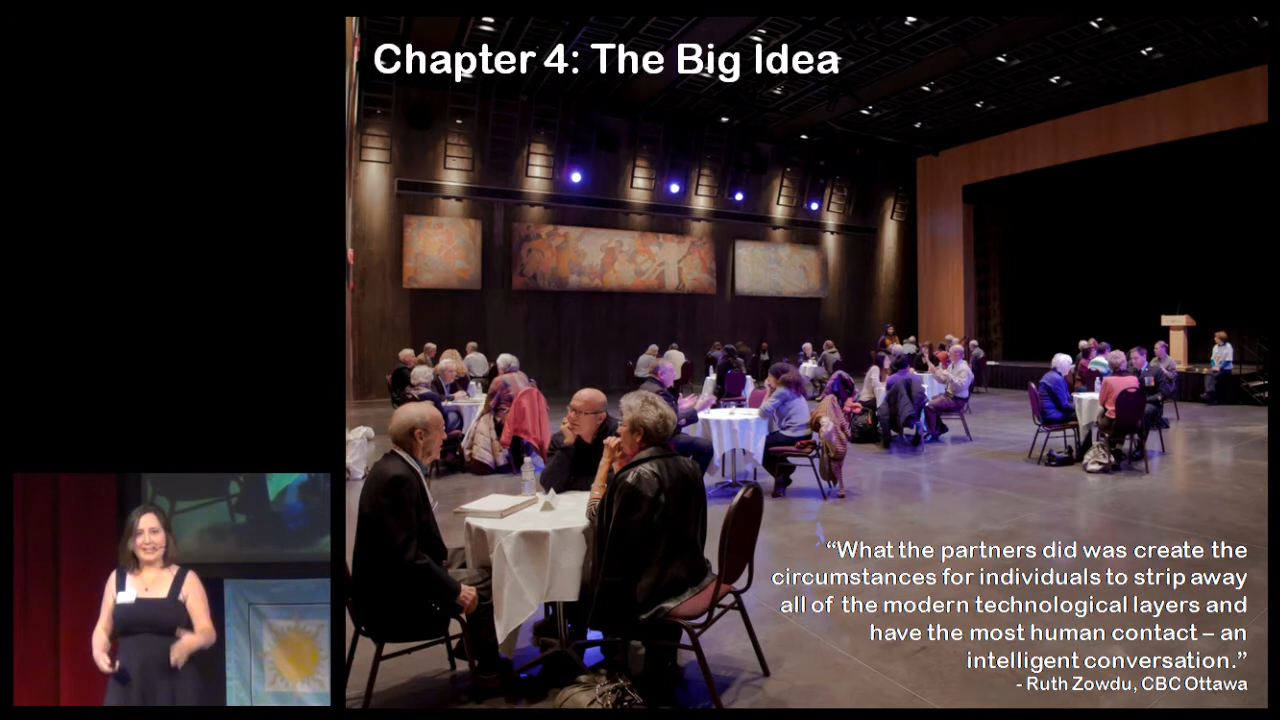 Chapter 4: The Big Idea
“What the partners did was create the
circumstances for individuals to strip away
all of the modern technological layers and
have the most human contact – an
intelligent conversation.”
- Ruth Zowdu, CBC Ottawa